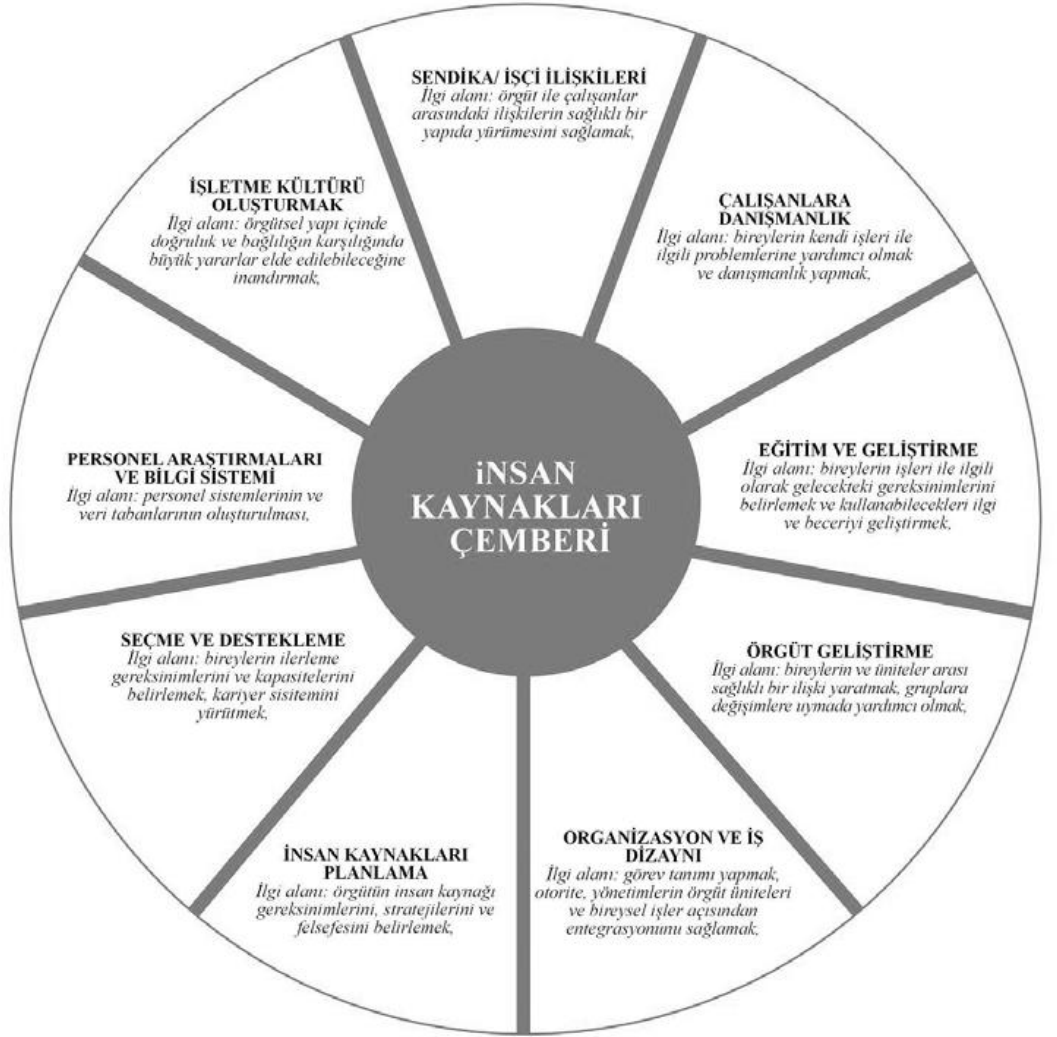 SENDİKA/ İŞÇİ İLİŞKİLERİ
İlgi alanı: örgüt ile çalışanlar
arasındaki ilişkilerin sağlıklı bir
yapıda yürümesini sağlamak,
ÇALIŞANLARA
DANIŞMANLIK
İlgi alanı: bireylerin kendi işleri ile
ilgili problemlerine yardımcı olmak
ve danışmanlık yapmak,
EĞİTİM VE GELİŞTİRME
İlgi alanı: bireylerin işleri ile ilgili
olarak gelecekteki gereksinimlerini
belirlemek ve kullanabilecekleri ilgi
ve beceriyi geliştirmek,
ÖRGÜT GELİŞTİRME
İlgi alanı: bireylerin ve üniteler arası
sağlıklı bir ilişki yaratmak, gruplara
değişimlere uymada yardımcı olmak,
ORGANİZASYON VE İŞ
DİZAYNI
İlgi alanı: görev tanımı yapmak,
otorite, yönetimlerin örgüt üniteleri
ve bireysel işler açısından
entegrasyonunu sağlamak,
İNSAN KAYNAKLARI
PLANLAMA
İlgi alanı: örgütün insan kaynağı
gereksinimlerini, stratejilerini ve
felsefesini belirlemek,
SEÇME VE DESTEKLEME
İlgi alanı: bireylerin ilerleme
gereksinimlerini ve kapasitelerini
belirlemek, kariyer sisitemini
yürütmek,
PERSONEL ARAŞTIRMALARI
VE BİLGİ SİSTEMİ
İlgi alanı: personel sistemlerinin ve
veri tabanlarının oluşturulması,
İŞLETME KÜLTÜRÜ
OLUŞTURMAK
İlgi alanı: örgütsel yapı içinde
doğruluk ve bağlılığın karşılığında
büyük yararlar elde edilebileceğine
inandırmak,
iNSAN
KAYNAKLARI
ÇEMBERİ